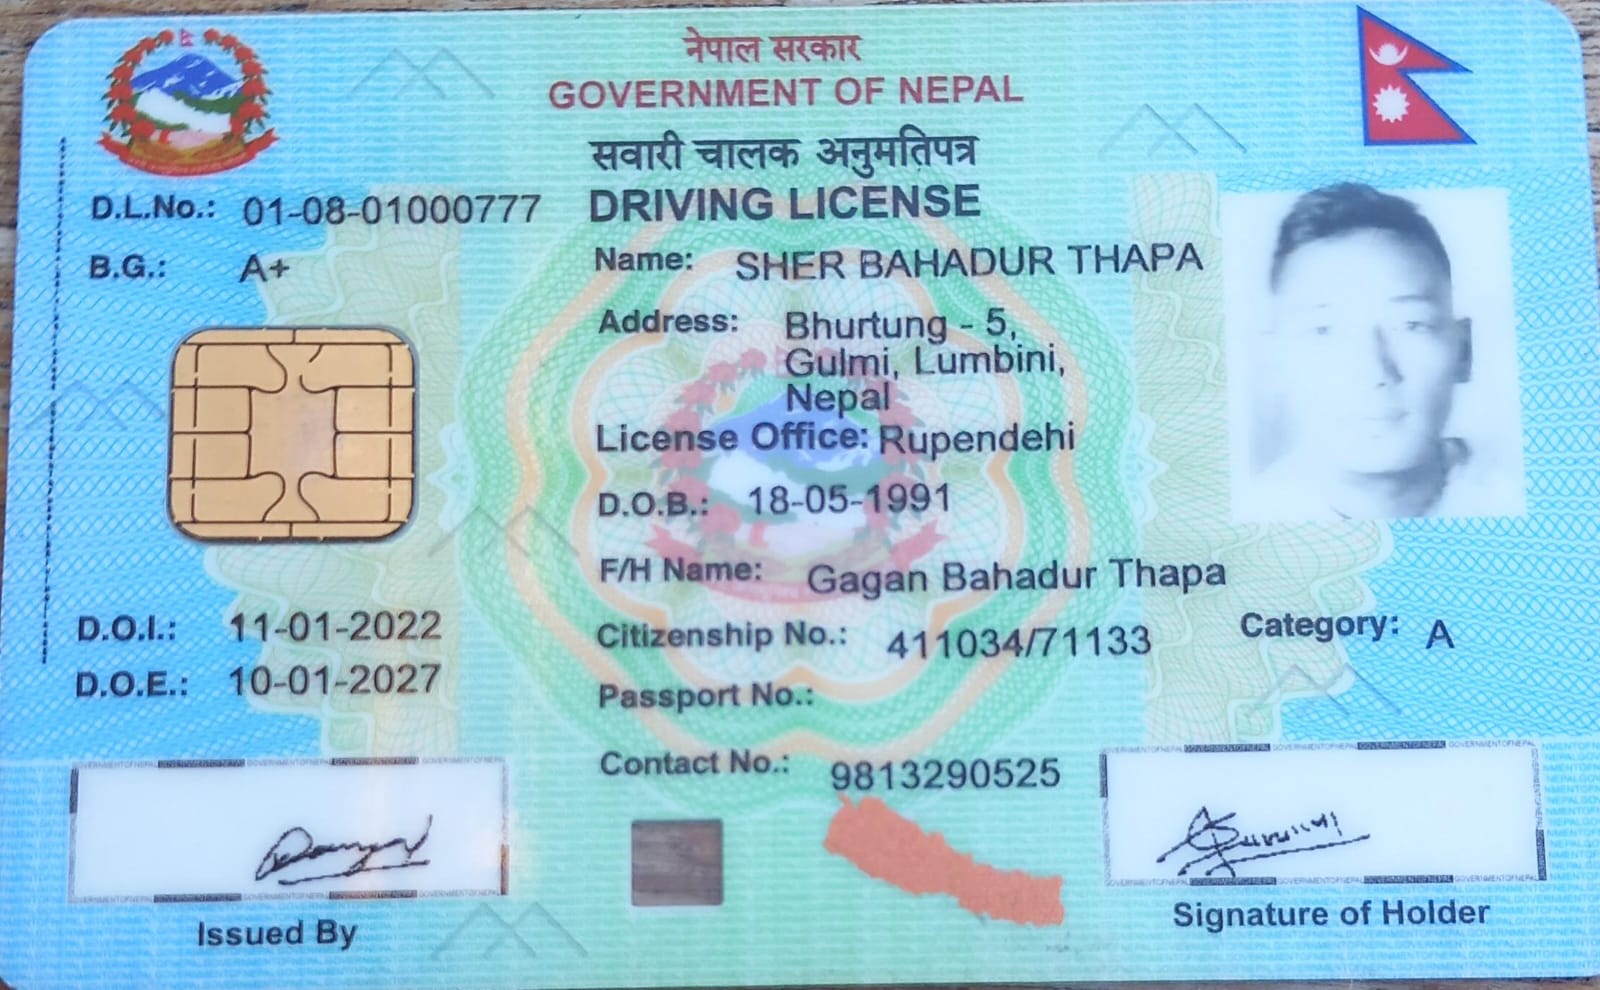 नेपाल सरकार
GOVERNMENT OF NEPAL
सवारी चालक अनुमतिपत्र
DRIVING LICENSE
D.L.No.: 01-08-01000777
B.G.: A+
Name: SHER BAHADUR THAPA
Address: Bhurtung - 5,
Gulmi, Lumbini,
Nepal
License Office: Rupendehi
D.O.B.: 18-05-1991
F/H Name: Gagan Bahadur Thapa
D.O.I.: 11-01-2022
Citizenship No.: 411034/71133
Category: A
D.O.E.: 10-01-2027
Passport No.:
Contact No.: 9813290525
Issued By
Signature of Holder